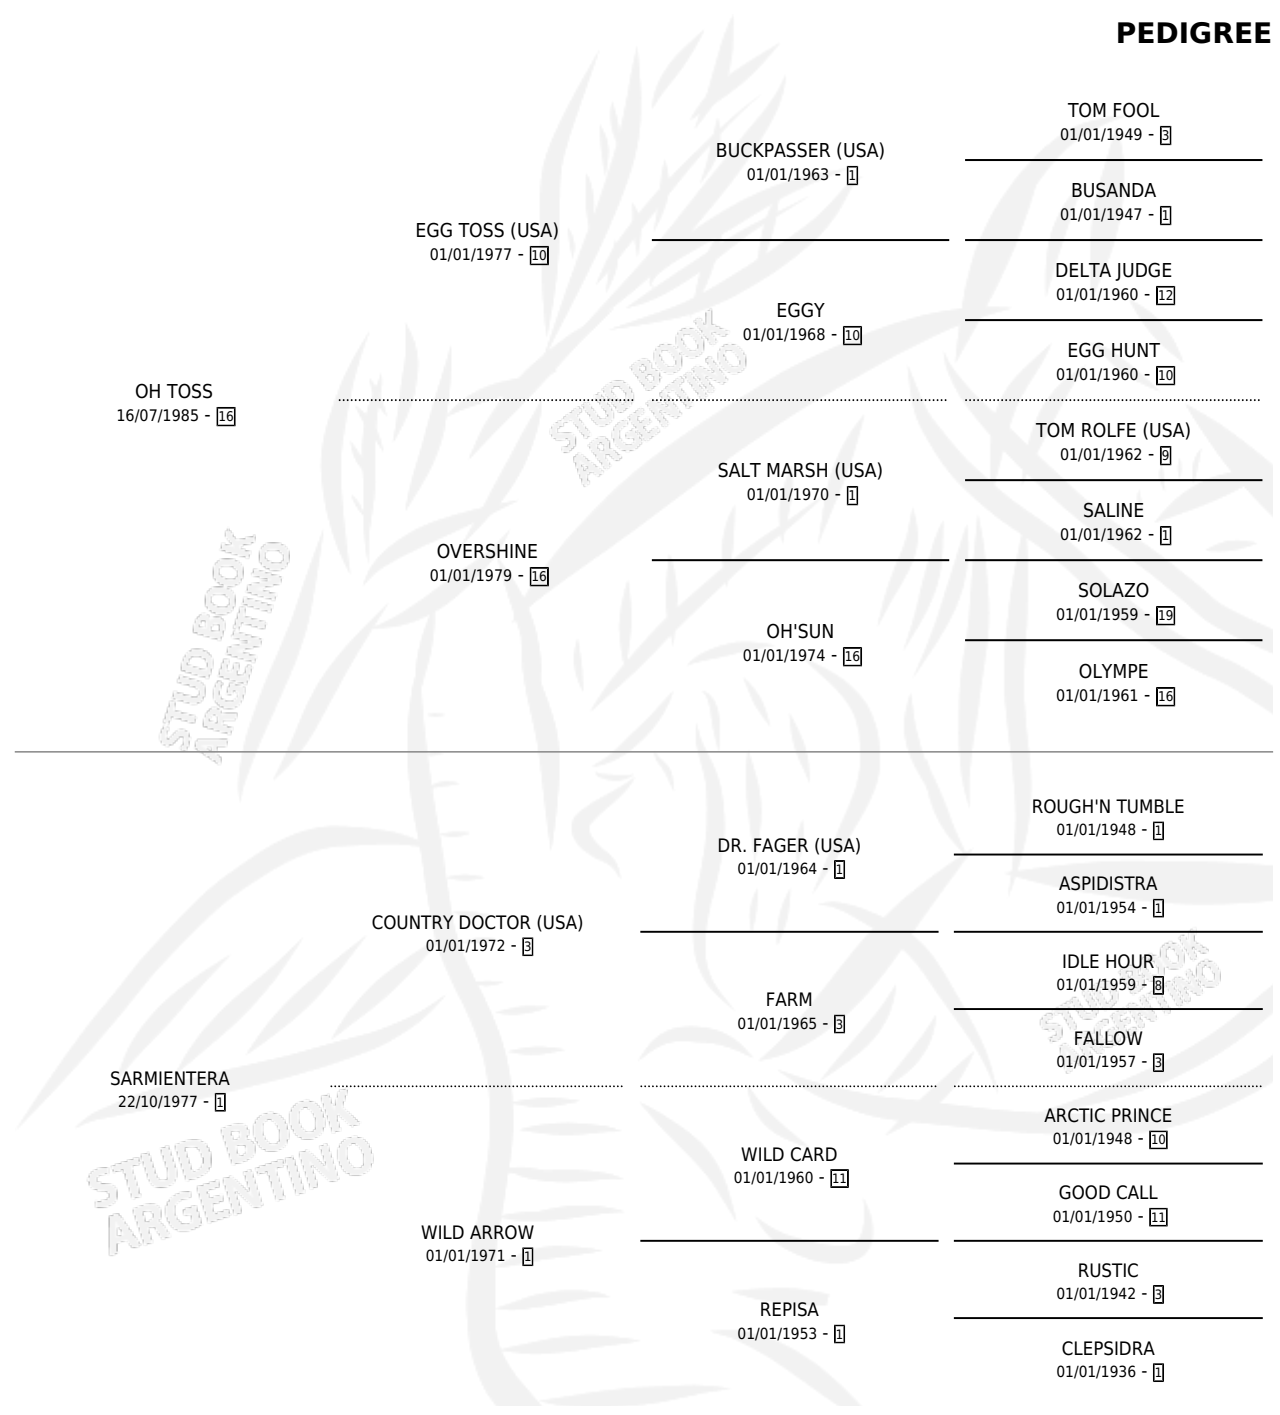 PEDIGREE
TOM FOOL
01/01/1949 - 3
BUCKPASSER (USA)
01/01/1963 - 1
BUSANDA
01/01/1947 - 1
EGG TOSS (USA)
01/01/1977 - 10
DELTA JUDGE
01/01/1960 - 12
EGGY
01/01/1968 - 10
EGG HUNT
01/01/1960 - 10
STUD BOOK
ARGENTINO
OH TOSS
16/07/1985 - 16
TOM ROLFE (USA)
01/01/1962 - 9
SALT MARSH (USA)
01/01/1970 - 1
SALINE
01/01/1962 - 1
OVERSHINE
01/01/1979 - 16
SOLAZO
01/01/1959 - 19
OH'SUN
01/01/1974 - 16
OLYMPE
01/01/1961 - 16
STUD BOOK
ARGENTINO
ROUGH'N TUMBLE
01/01/1948 - 1
DR. FAGER (USA)
01/01/1964 - 1
ASPIDISTRA
01/01/1954 - 1
COUNTRY DOCTOR (USA)
01/01/1972 - 3
IDLE HOUR
01/01/1959 - 8
FARM
01/01/1965 - 3
FALLOW
01/01/1957 - 3
STUD BOOK
ARGENTINO
SARMIENTERA
22/10/1977 - 1
ARCTIC PRINCE
01/01/1948 - 10
WILD CARD
01/01/1960 - 11
GOOD CALL
01/01/1950 - 11
STUD BOOK
ARGENTINO
WILD ARROW
01/01/1971 - 1
RUSTIC
01/01/1942 - 3
REPISA
01/01/1953 - 1
CLEPSIDRA
01/01/1936 - 1